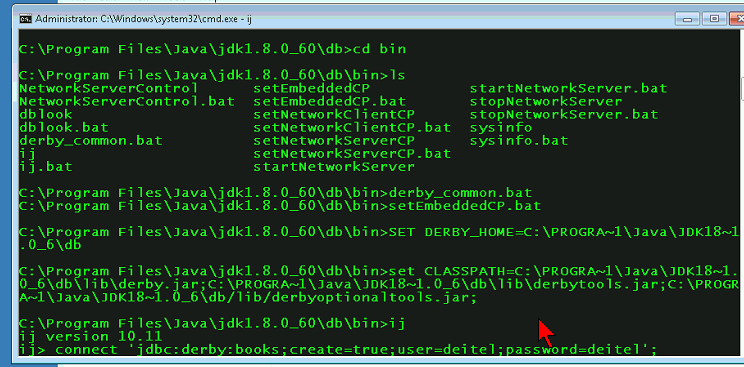 Administrator: C:\Windows\system32\cmd.exe - ij
C:\Program Files\Java\jdk1.8.0_60\db>cd bin
C:\Program Files\Java\jdk1.8.0_60\db\bin>ls
NetworkServerControl setEmbeddedCP startNetworkServer.bat
NetworkServerControl.bat setEmbeddedCP.bat stopNetworkServer
dblook setNetworkClientCP stopNetworkServer.bat
dblook.bat setNetworkClientCP.bat sysinfo
derby_common.bat setNetworkServerCP sysinfo.bat
ij setNetworkServerCP.bat
ij.bat startNetworkServer
C:\Program Files\Java\jdk1.8.0_60\db\bin>derby_common.bat
C:\Program Files\Java\jdk1.8.0_60\db\bin>setEmbeddedCP.bat
C:\Program Files\Java\jdk1.8.0_60\db\bin>SET DERBY_HOME=C:\PROGRA~1\Java\JDK18~1
.0_6\db
C:\Program Files\Java\jdk1.8.0_60\db\bin>set CLASSPATH=C:\PROGRA~1\Java\JDK18~1.
0_6\db\lib\derby.jar;C:\PROGRA~1\Java\JDK18~1.0_6\db\lib\derbytools.jar;C:\PROGR
A~1\Java\JDK18~1.0_6\db/lib/derbyoptionaltools.jar;
C:\Program Files\Java\jdk1.8.0_60\db\bin>ij
ij version 10.11
ij> connect 'jdbc:derby:books;create=true;user=deitel;password=deitel';